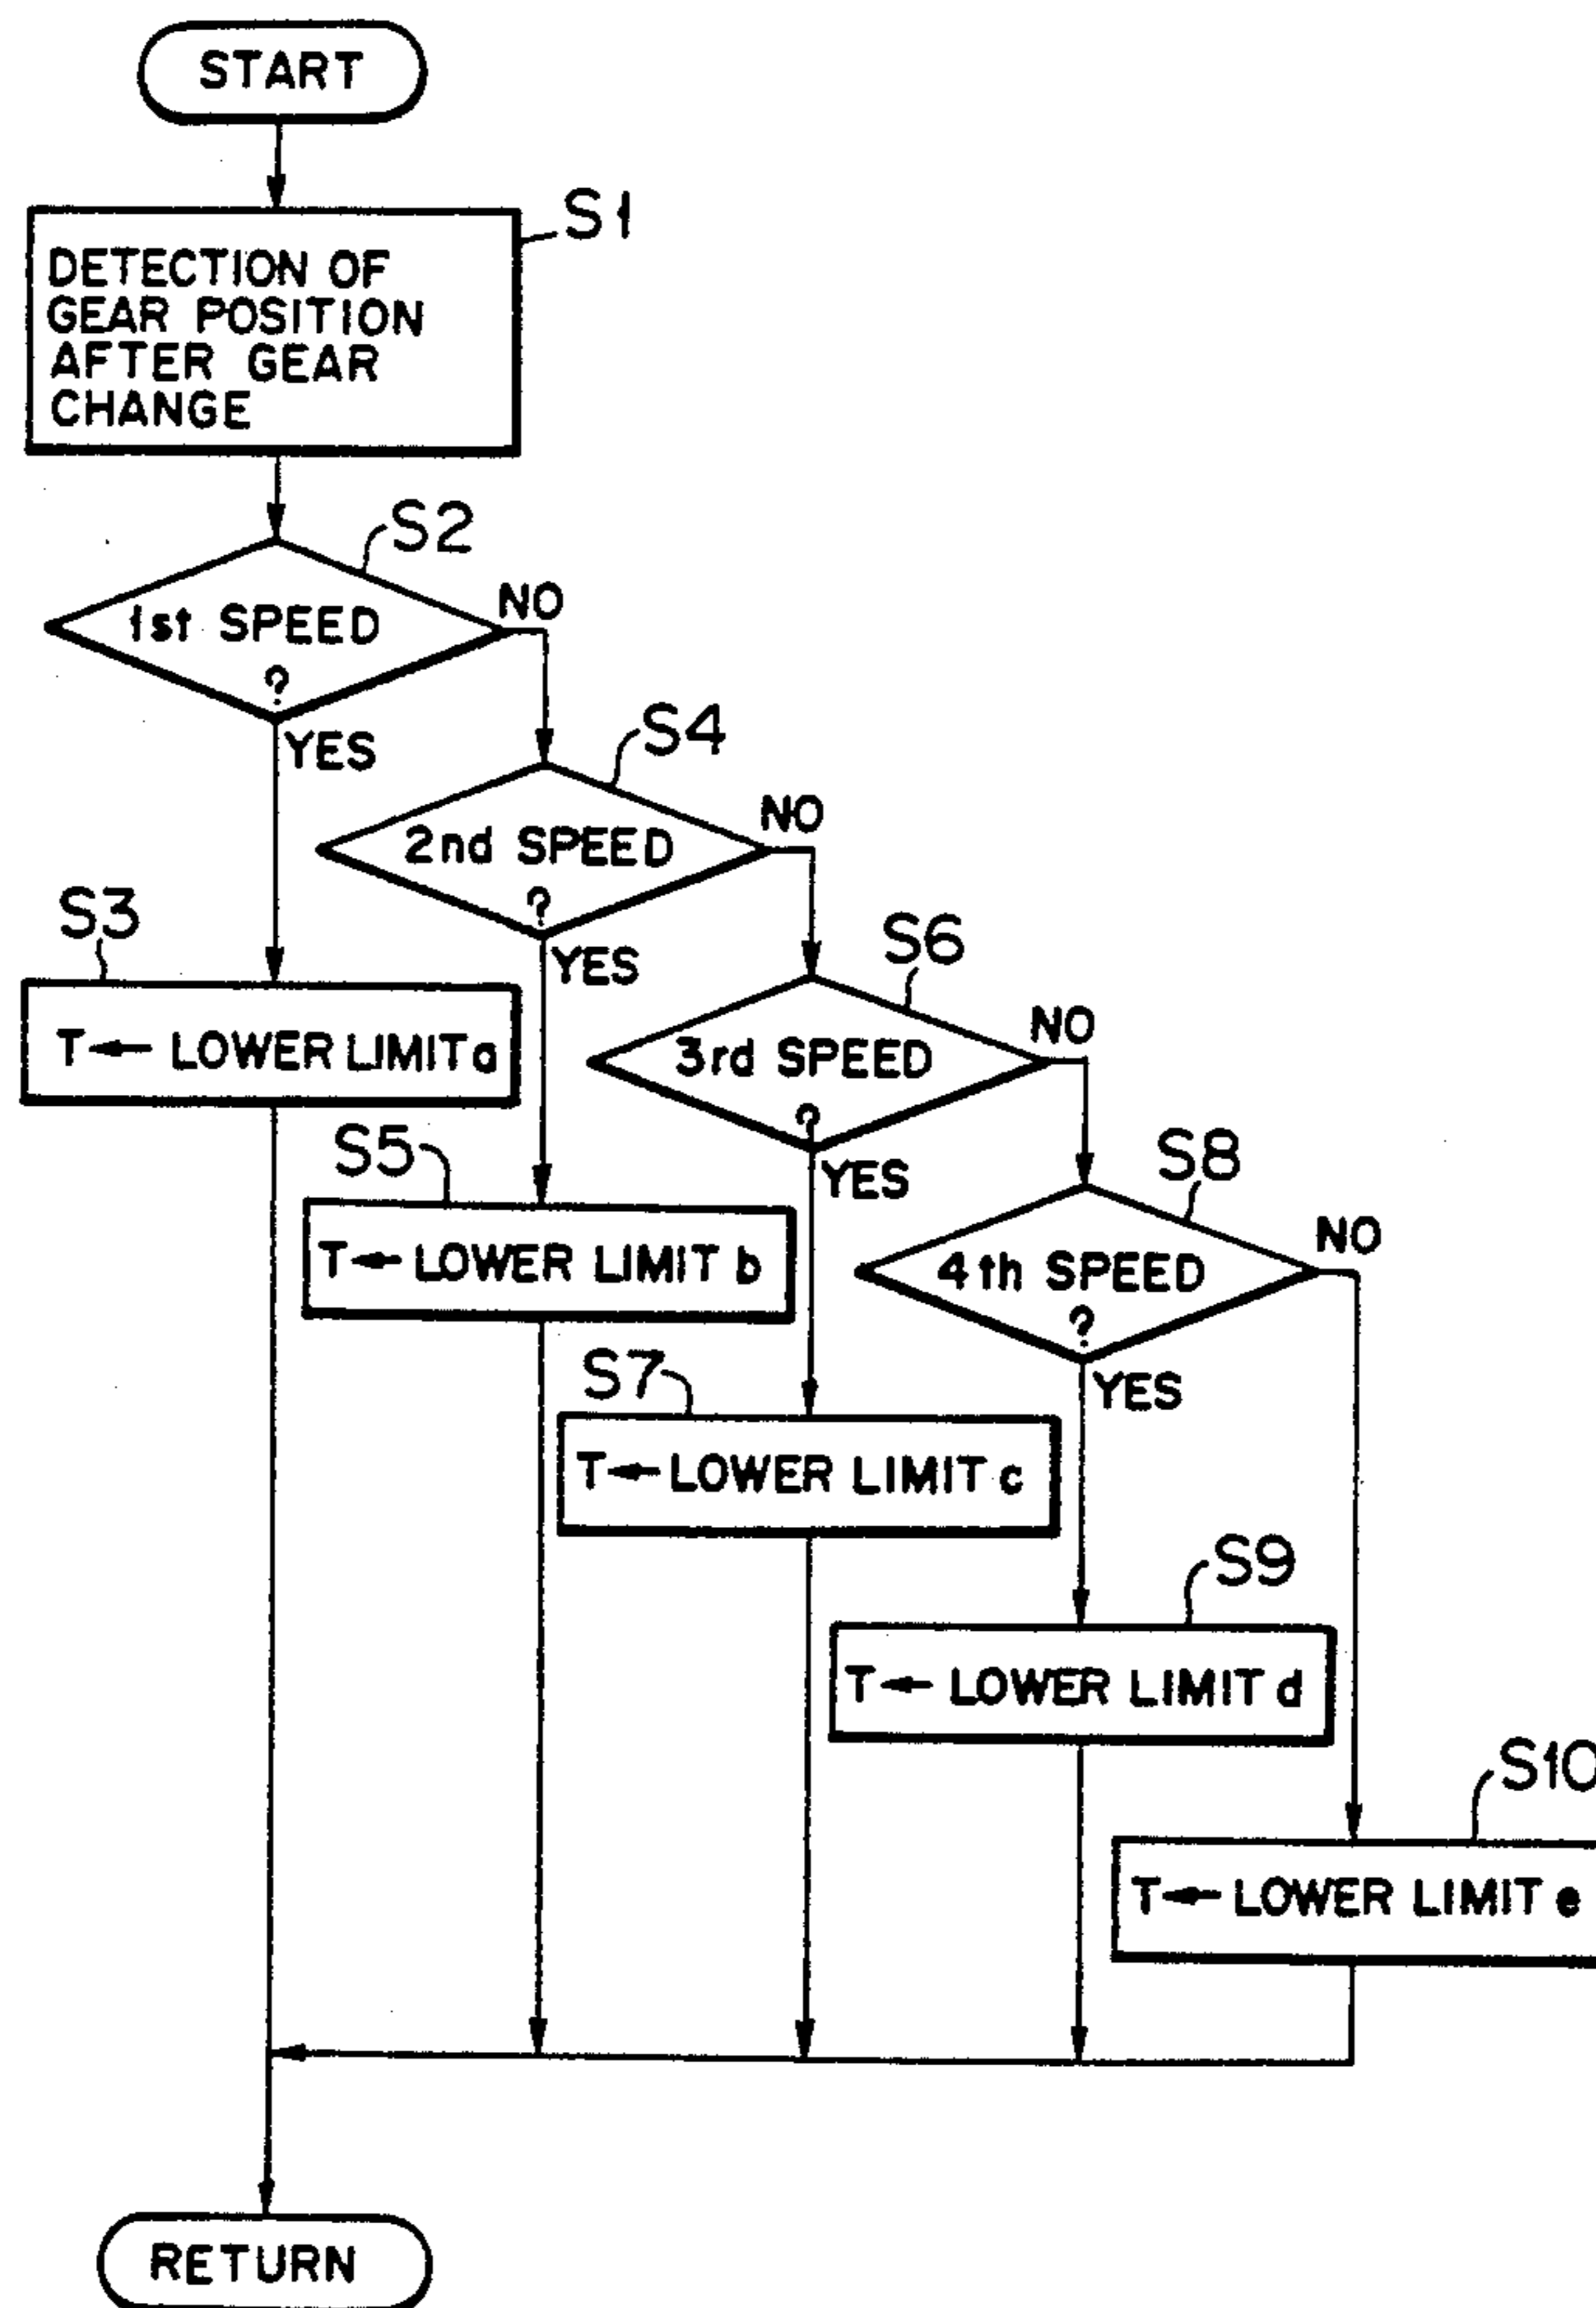 START
S1
DETECTION OF
GEAR POSITION
AFTER GEAR
CHANGE
S2
1st SPEED
?
NO
YES
S4
2nd SPEED
?
NO
YES
S3
T← LOWER LIMIT a
S6
3rd SPEED
?
NO
YES
S5
T← LOWER LIMIT b
S8
4th SPEED
?
NO
YES
S7
T← LOWER LIMIT c
S9
T← LOWER LIMIT d
S10
T← LOWER LIMIT e
RETURN